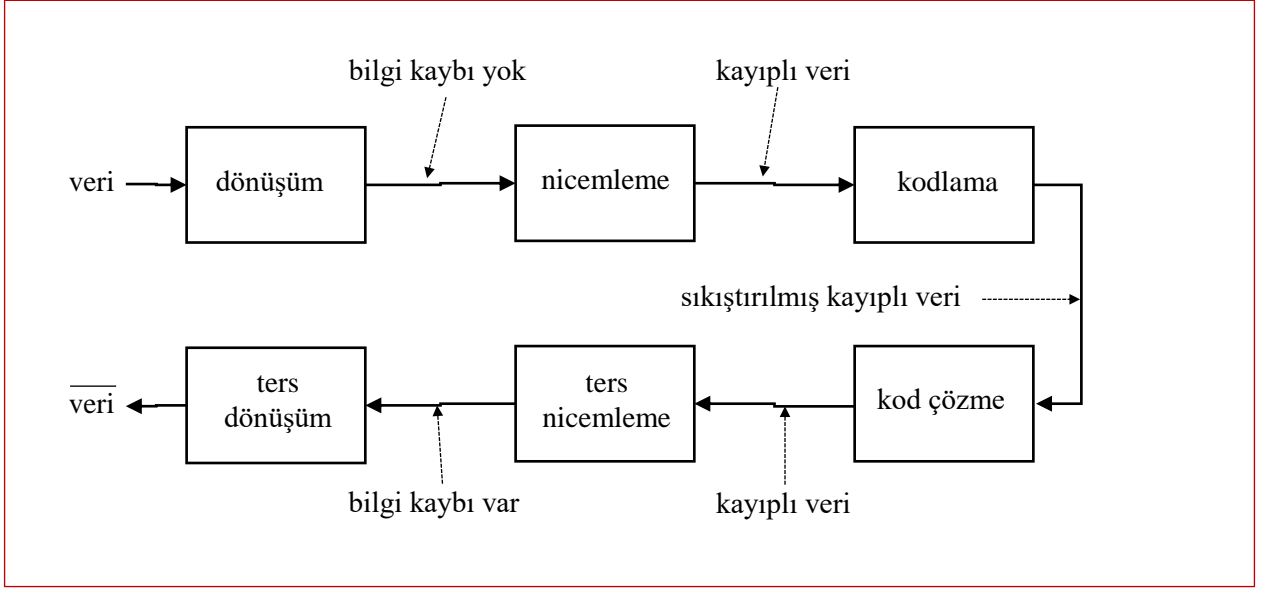 bilgi kaybı yok
kayıplı veri
veri
dönüşüm
nicemleme
kodlama
sıkıştırılmış kayıplı veri
veri
ters
dönüşüm
ters
nicemleme
kod çözme
bilgi kaybı var
kayıplı veri